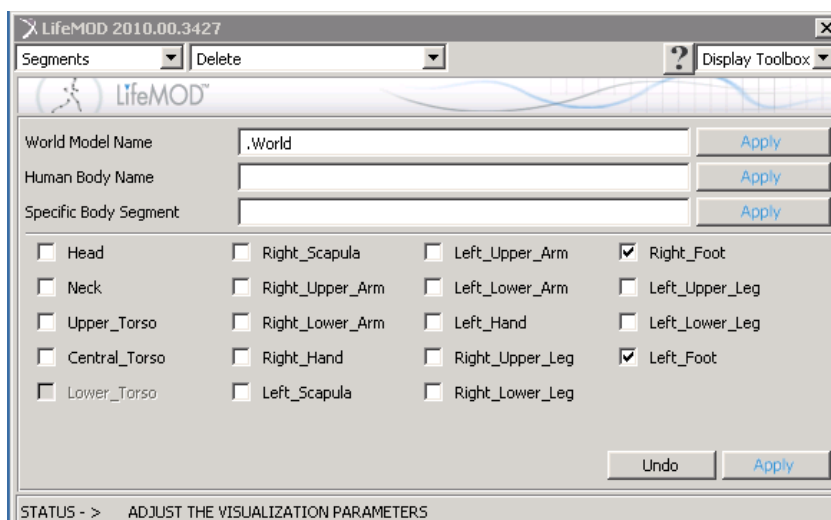 LifeMOD 2010.00.3427
Segments Delete ? Display Toolbox
LifeMOD™
World Model Name .World Apply
Human Body Name Apply
Specific Body Segment Apply
Head Right_Scapula Left_Upper_Arm Right_Foot
Neck Right_Upper_Arm Left_Lower_Arm Left_Upper_Leg
Upper_Torso Right_Lower_Arm Left_Hand Left_Lower_Leg
Central_Torso Right_Hand Right_Upper_Leg Left_Foot
Lower_Torso Left_Scapula Right_Lower_Leg
Undo Apply
STATUS - > ADJUST THE VISUALIZATION PARAMETERS